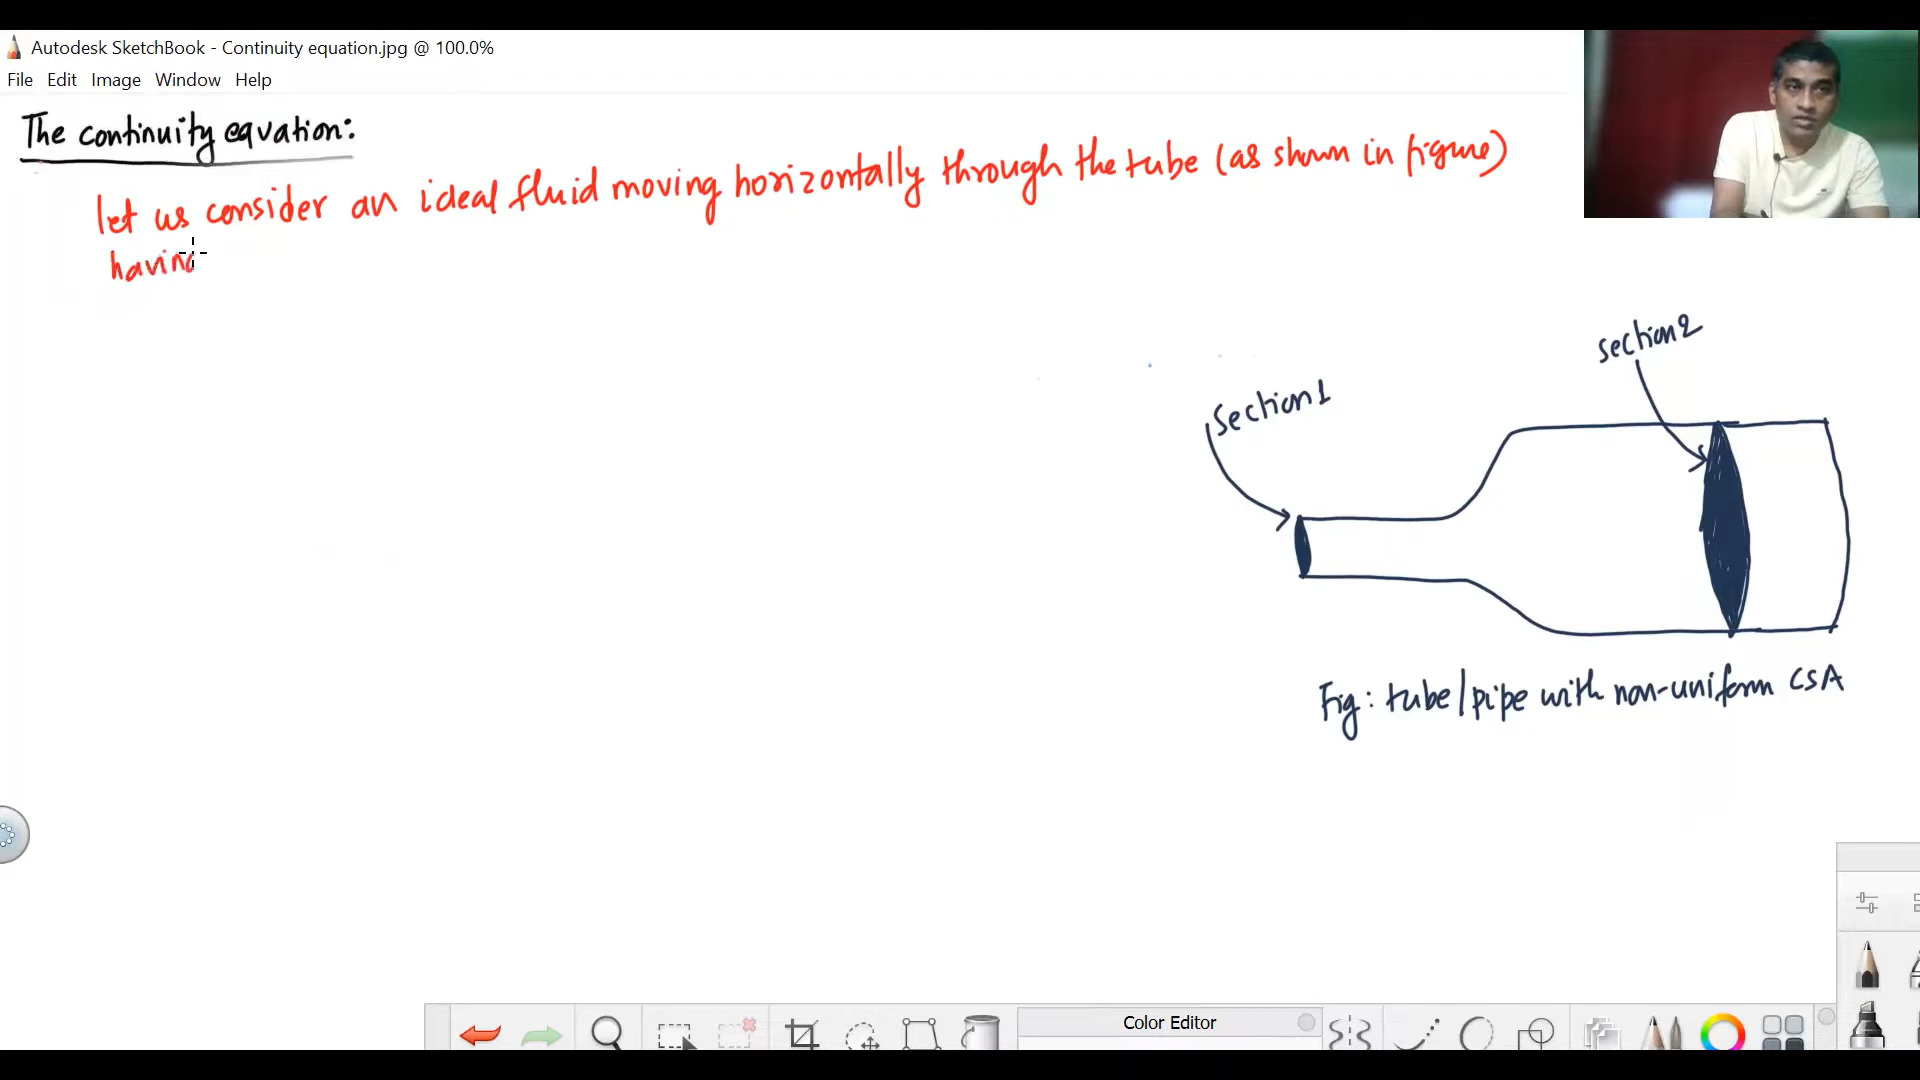 Autodesk SketchBook - Continuity equation.jpg @ 100.0%
File Edit Image Window Help
The continuity equation:
let us consider an ideal fluid moving horizontally through the tube (as shown in figure)
having
section2
Section1
Fig: tube/pipe with non-uniform CSA
Color Editor